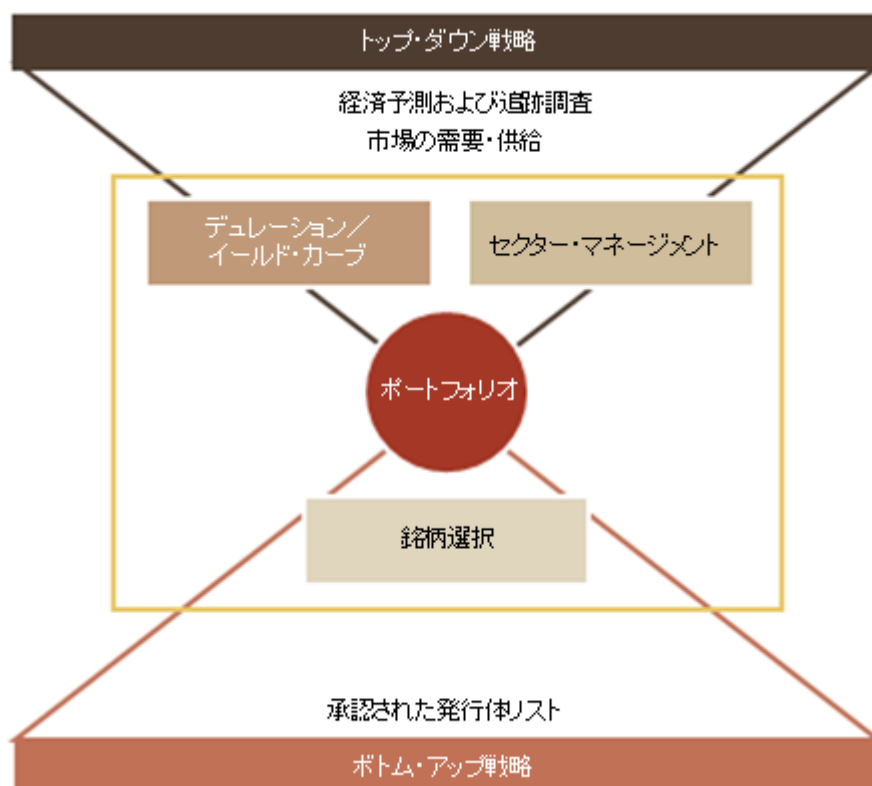 トップ・ダウン戦略
経済予測および追跡調査
市場の需要・供給
デュレーション／
イールド・カーブ
セクター・マネージメント
ポートフォリオ
銘柄選択
承認された発行体リスト
ボトム・アップ戦略